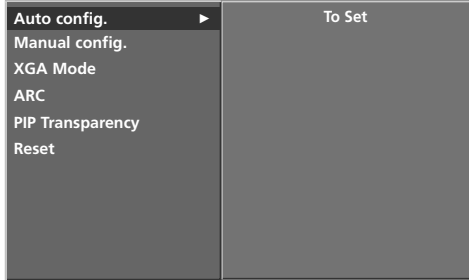 Auto config. ► To Set
Manual config.
XGA Mode
ARC
PIP Transparency
Reset